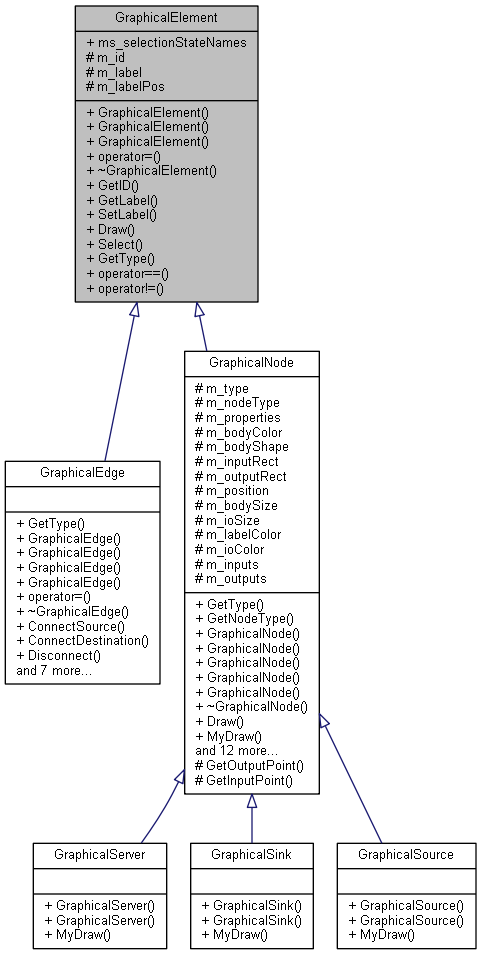 GraphicalElement
+ ms_selectionStateNames
# m_id
# m_label
# m_labelPos
+ GraphicalElement()
+ GraphicalElement()
+ GraphicalElement()
+ operator=()
+ ~GraphicalElement()
+ GetID()
+ GetLabel()
+ SetLabel()
+ Draw()
+ Select()
+ GetType()
+ operator==()
+ operator!=()
GraphicalEdge
+ GetType()
+ GraphicalEdge()
+ GraphicalEdge()
+ GraphicalEdge()
+ GraphicalEdge()
+ operator=()
+ ~GraphicalEdge()
+ ConnectSource()
+ ConnectDestination()
+ Disconnect()
and 7 more...
GraphicalNode
# m_type
# m_nodeType
# m_properties
# m_bodyColor
# m_bodyShape
# m_inputRect
# m_outputRect
# m_position
# m_bodySize
# m_ioSize
# m_labelColor
# m_ioColor
# m_inputs
# m_outputs
+ GetType()
+ GetNodeType()
+ GraphicalNode()
+ GraphicalNode()
+ GraphicalNode()
+ GraphicalNode()
+ GraphicalNode()
+ ~GraphicalNode()
+ Draw()
+ MyDraw()
and 12 more...
# GetOutputPoint()
# GetInputPoint()
GraphicalServer
+ GraphicalServer()
+ GraphicalServer()
+ MyDraw()
GraphicalSink
+ GraphicalSink()
+ GraphicalSink()
+ MyDraw()
GraphicalSource
+ GraphicalSource()
+ GraphicalSource()
+ MyDraw()